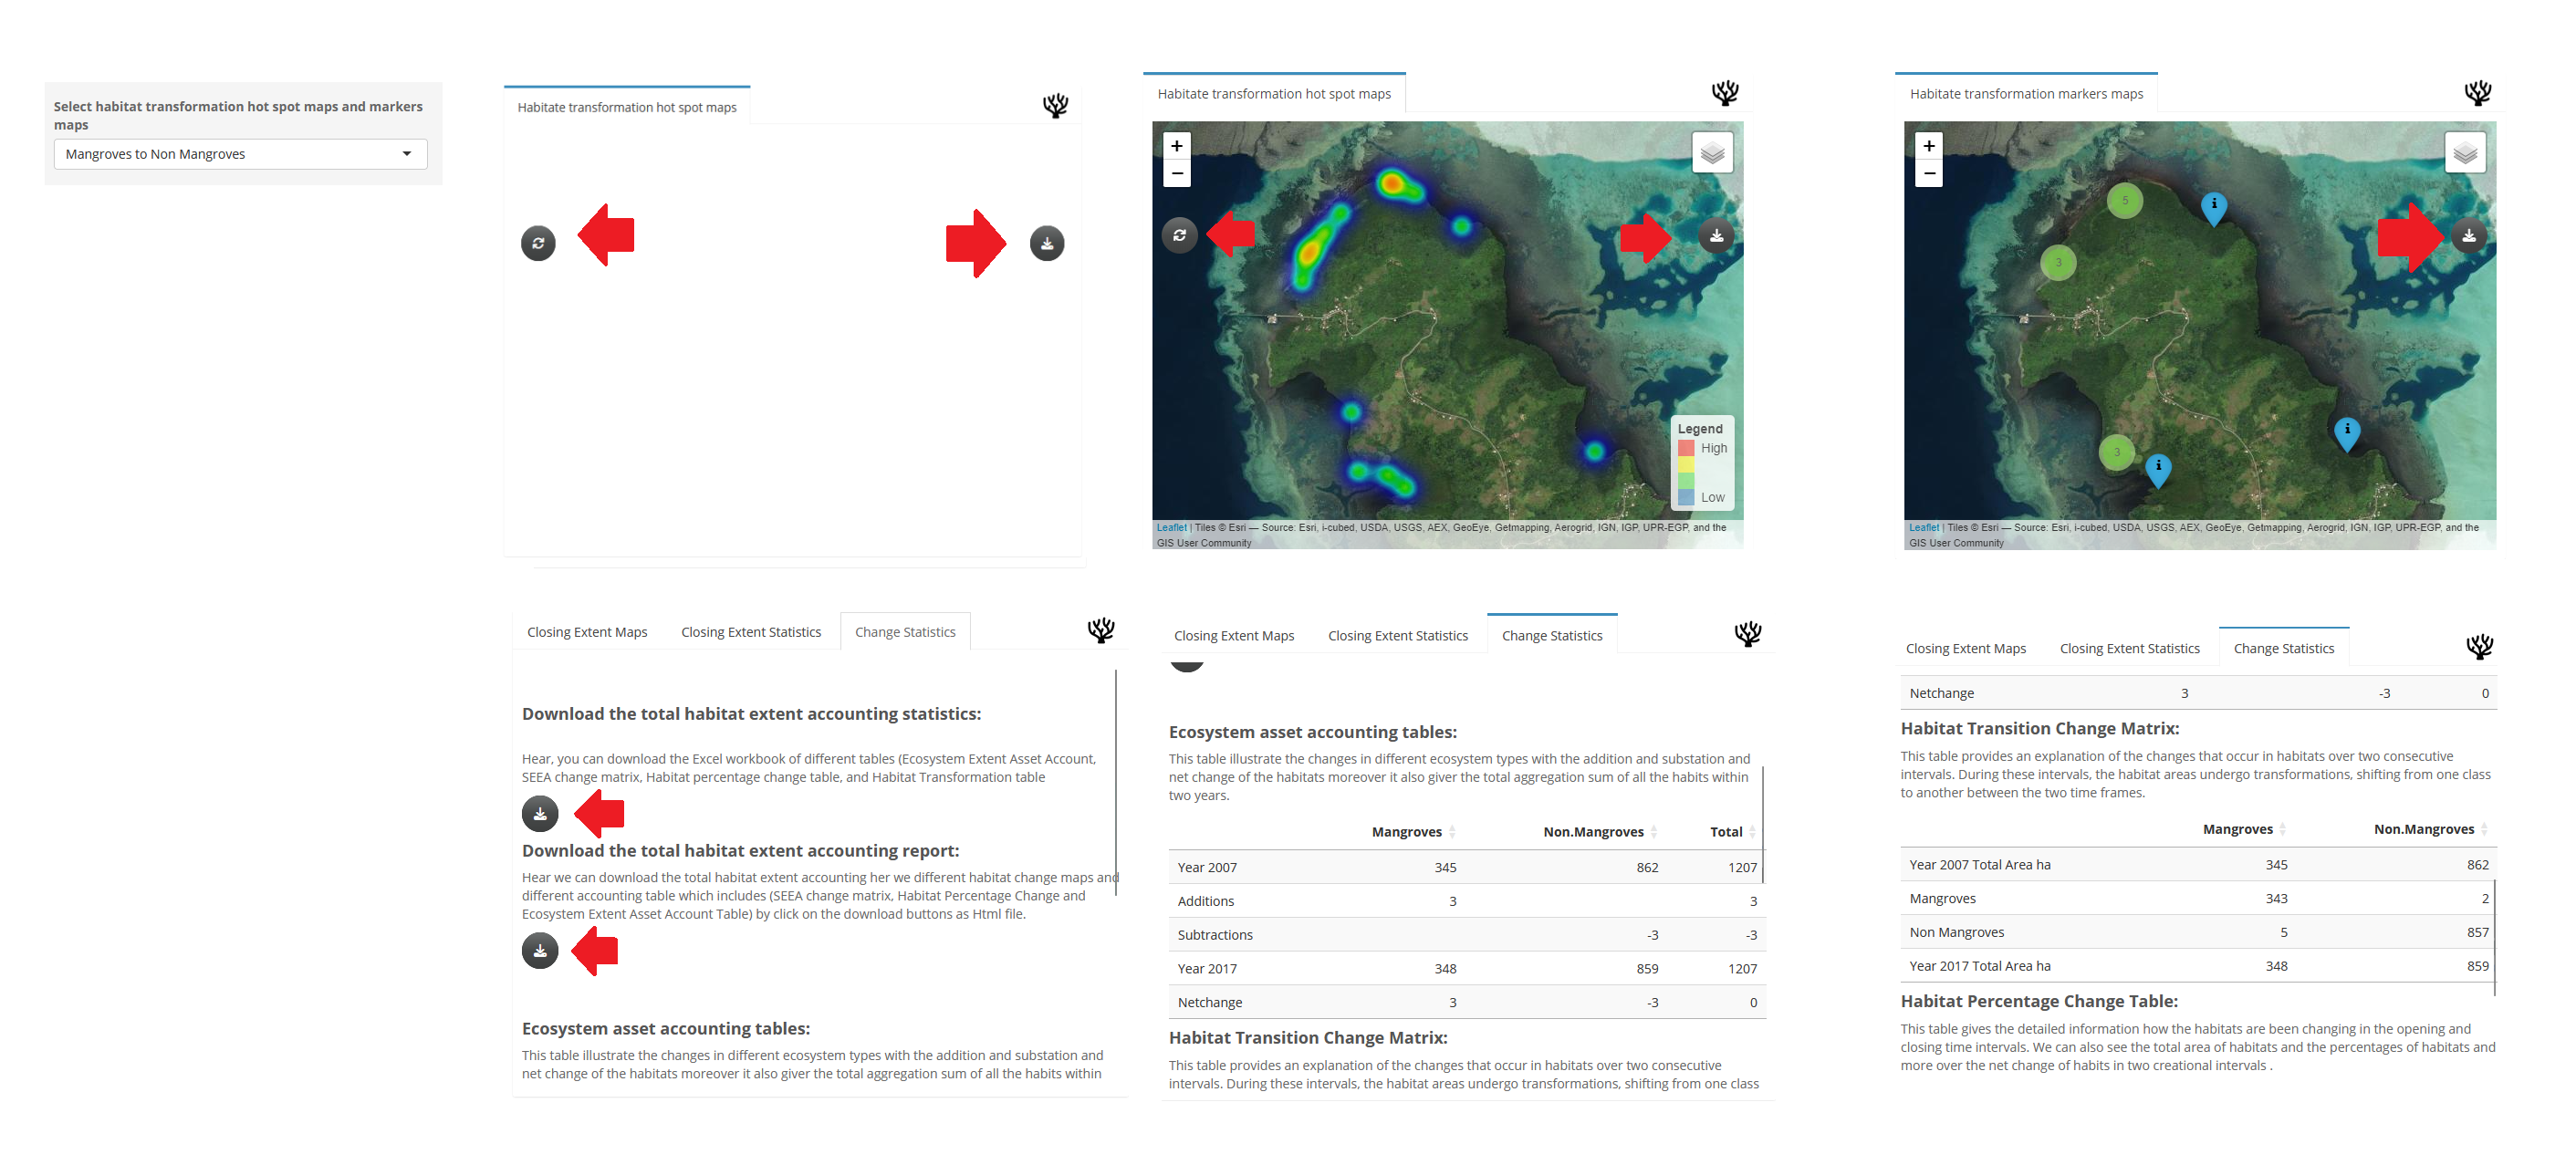 Select habitat transformation hot spot maps and markers
maps
Mangroves to Non Mangroves
Habitate transformation hot spot maps
Habitate transformation hot spot maps
+
−
Legend
High
Low
Leaflet | Tiles © Esri — Source: Esri, i-cubed, USDA, USGS, AEX, GeoEye, Getmapping, Aerogrid, IGN, IGP, UPR-EGP, and the
GIS User Community
Habitate transformation markers maps
+
−
5
3
3
Leaflet | Tiles © Esri — Source: Esri, i-cubed, USDA, USGS, AEX, GeoEye, Getmapping, Aerogrid, IGN, IGP, UPR-EGP, and the
GIS User Community
Closing Extent Maps Closing Extent Statistics Change Statistics
Download the total habitat extent accounting statistics:
Hear, you can download the Excel workbook of different tables (Ecosystem Extent Asset Account,
SEEA change matrix, Habitat percentage change table, and Habitat Transformation table
Download the total habitat extent accounting report:
Hear we can download the total habitat extent accounting her we different habitat change maps and
different accounting table which includes (SEEA change matrix, Habitat Percentage Change and
Ecosystem Extent Asset Account Table) by click on the download buttons as Html file.
Ecosystem asset accounting tables:
This table illustrate the changes in different ecosystem types with the addition and substation and
net change of the habitats moreover it also giver the total aggregation sum of all the habits within
Closing Extent Maps Closing Extent Statistics Change Statistics
Ecosystem asset accounting tables:
This table illustrate the changes in different ecosystem types with the addition and substation and
net change of the habitats moreover it also giver the total aggregation sum of all the habits within
two years.
Mangroves Non.Mangroves Total
Year 2007 345 862 1207
Additions 3 3
Subtractions -3 -3
Year 2017 348 859 1207
Netchange 3 -3 0
Habitat Transition Change Matrix:
This table provides an explanation of the changes that occur in habitats over two consecutive
intervals. During these intervals, the habitat areas undergo transformations, shifting from one class
Closing Extent Maps Closing Extent Statistics Change Statistics
Netchange 3 -3 0
Habitat Transition Change Matrix:
This table provides an explanation of the changes that occur in habitats over two consecutive
intervals. During these intervals, the habitat areas undergo transformations, shifting from one class
to another between the two time frames.
Mangroves Non.Mangroves
Year 2007 Total Area ha 345 862
Mangroves 343 2
Non Mangroves 5 857
Year 2017 Total Area ha 348 859
Habitat Percentage Change Table:
This table gives the detailed information how the habitats are been changing in the opening and
closing time intervals. We can also see the total area of habitats and the percentages of habitats and
more over the net change of habits in two creational intervals .